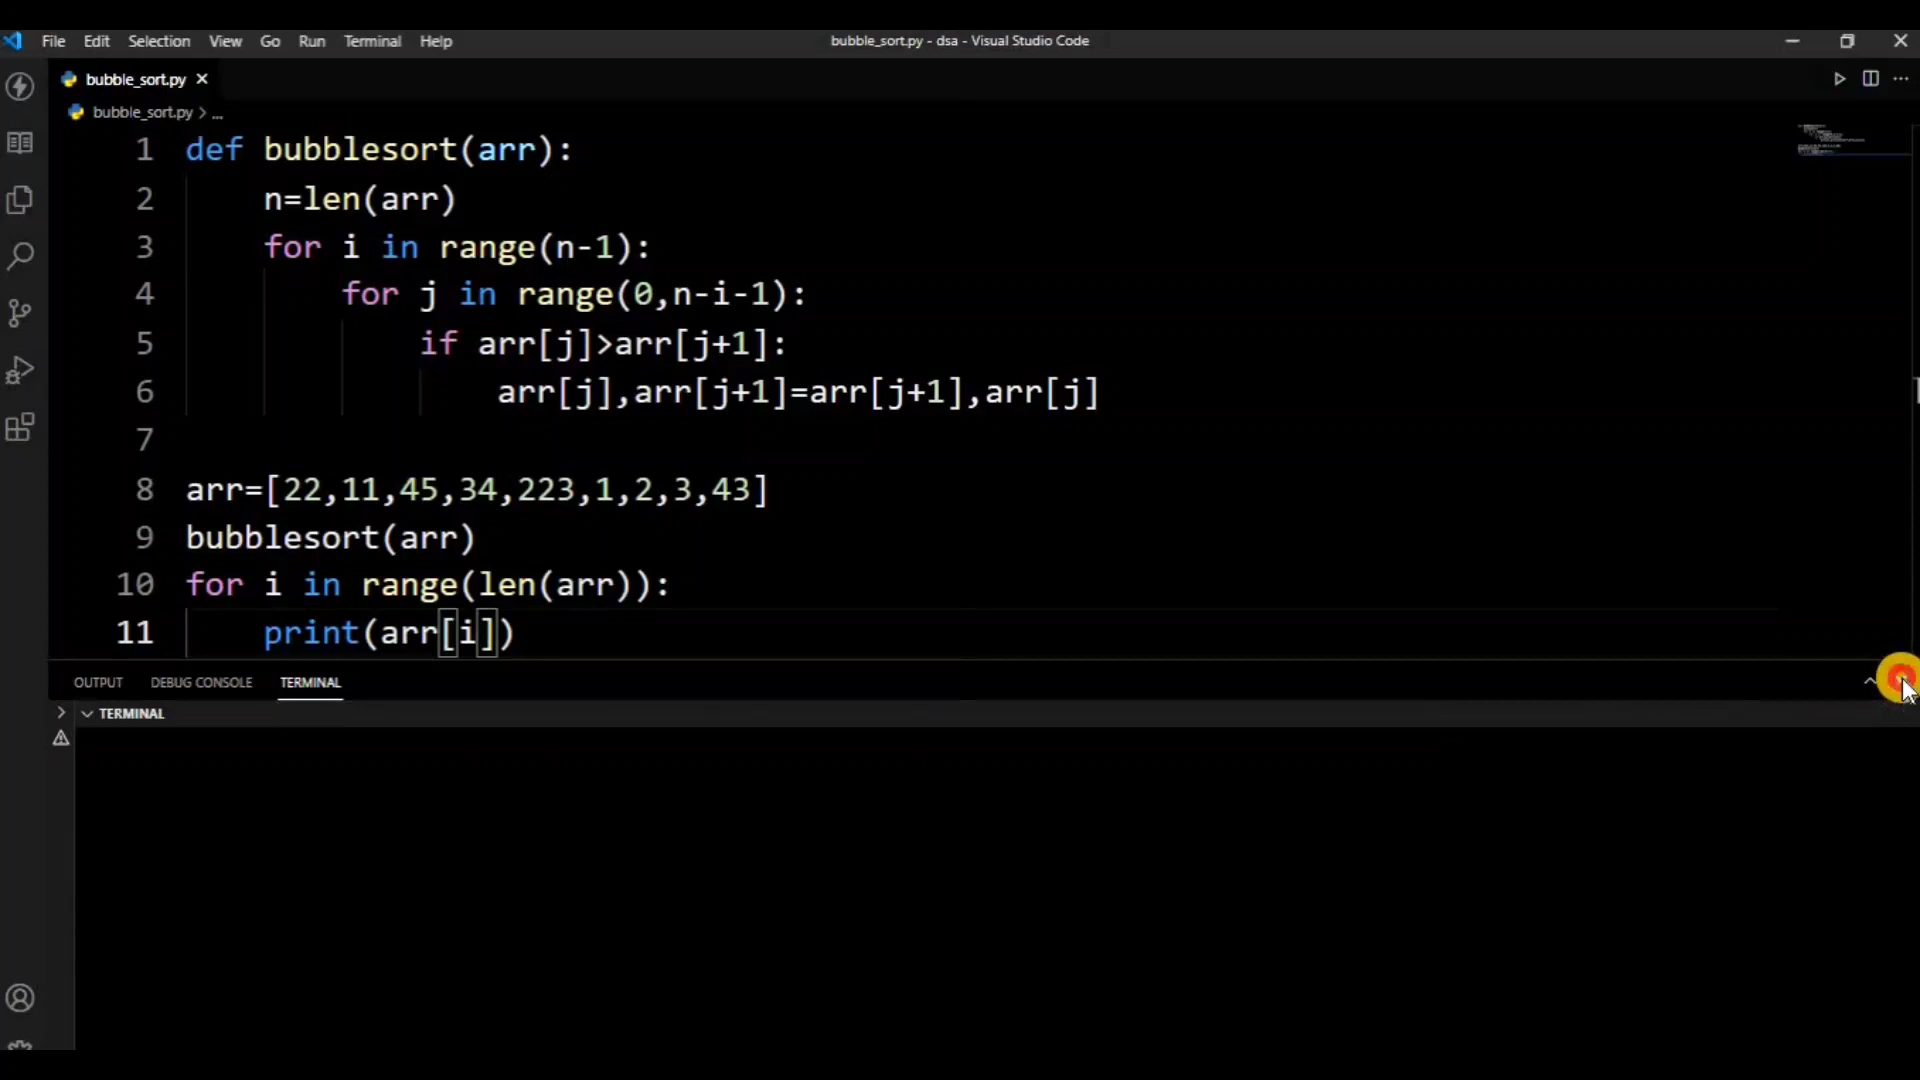 File Edit Selection View Go Run Terminal Help
bubble_sort.py - dsa - Visual Studio Code
bubble_sort.py
bubble_sort.py > ...
1 def bubblesort(arr):
2     n=len(arr)
3     for i in range(n-1):
4         for j in range(0,n-i-1):
5             if arr[j]>arr[j+1]:
6                 arr[j],arr[j+1]=arr[j+1],arr[j]
7
8 arr=[22,11,45,34,223,1,2,3,43]
9 bubblesort(arr)
10 for i in range(len(arr)):
11     print(arr[i])
OUTPUT DEBUG CONSOLE TERMINAL
TERMINAL